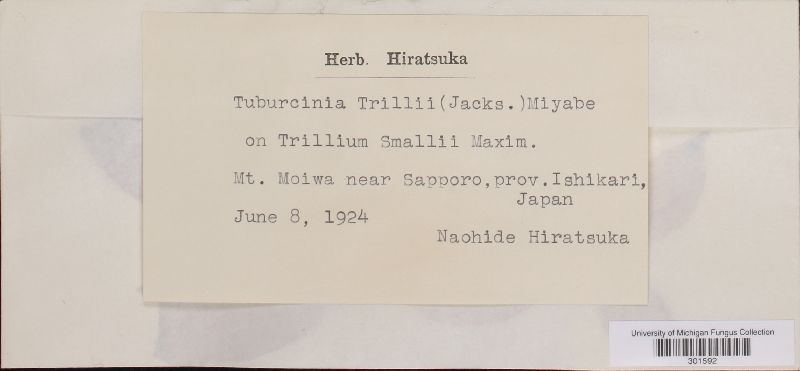 Herb. Hiratsuka
Tuburcinia Trillii(Jacks.)Miyabe
on Trillium Smallii Maxim.
Mt. Moiwa near Sapporo,prov.Ishikari,
Japan
June 8, 1924
Naohide Hiratsuka
University of Michigan Fungus Collection
301592